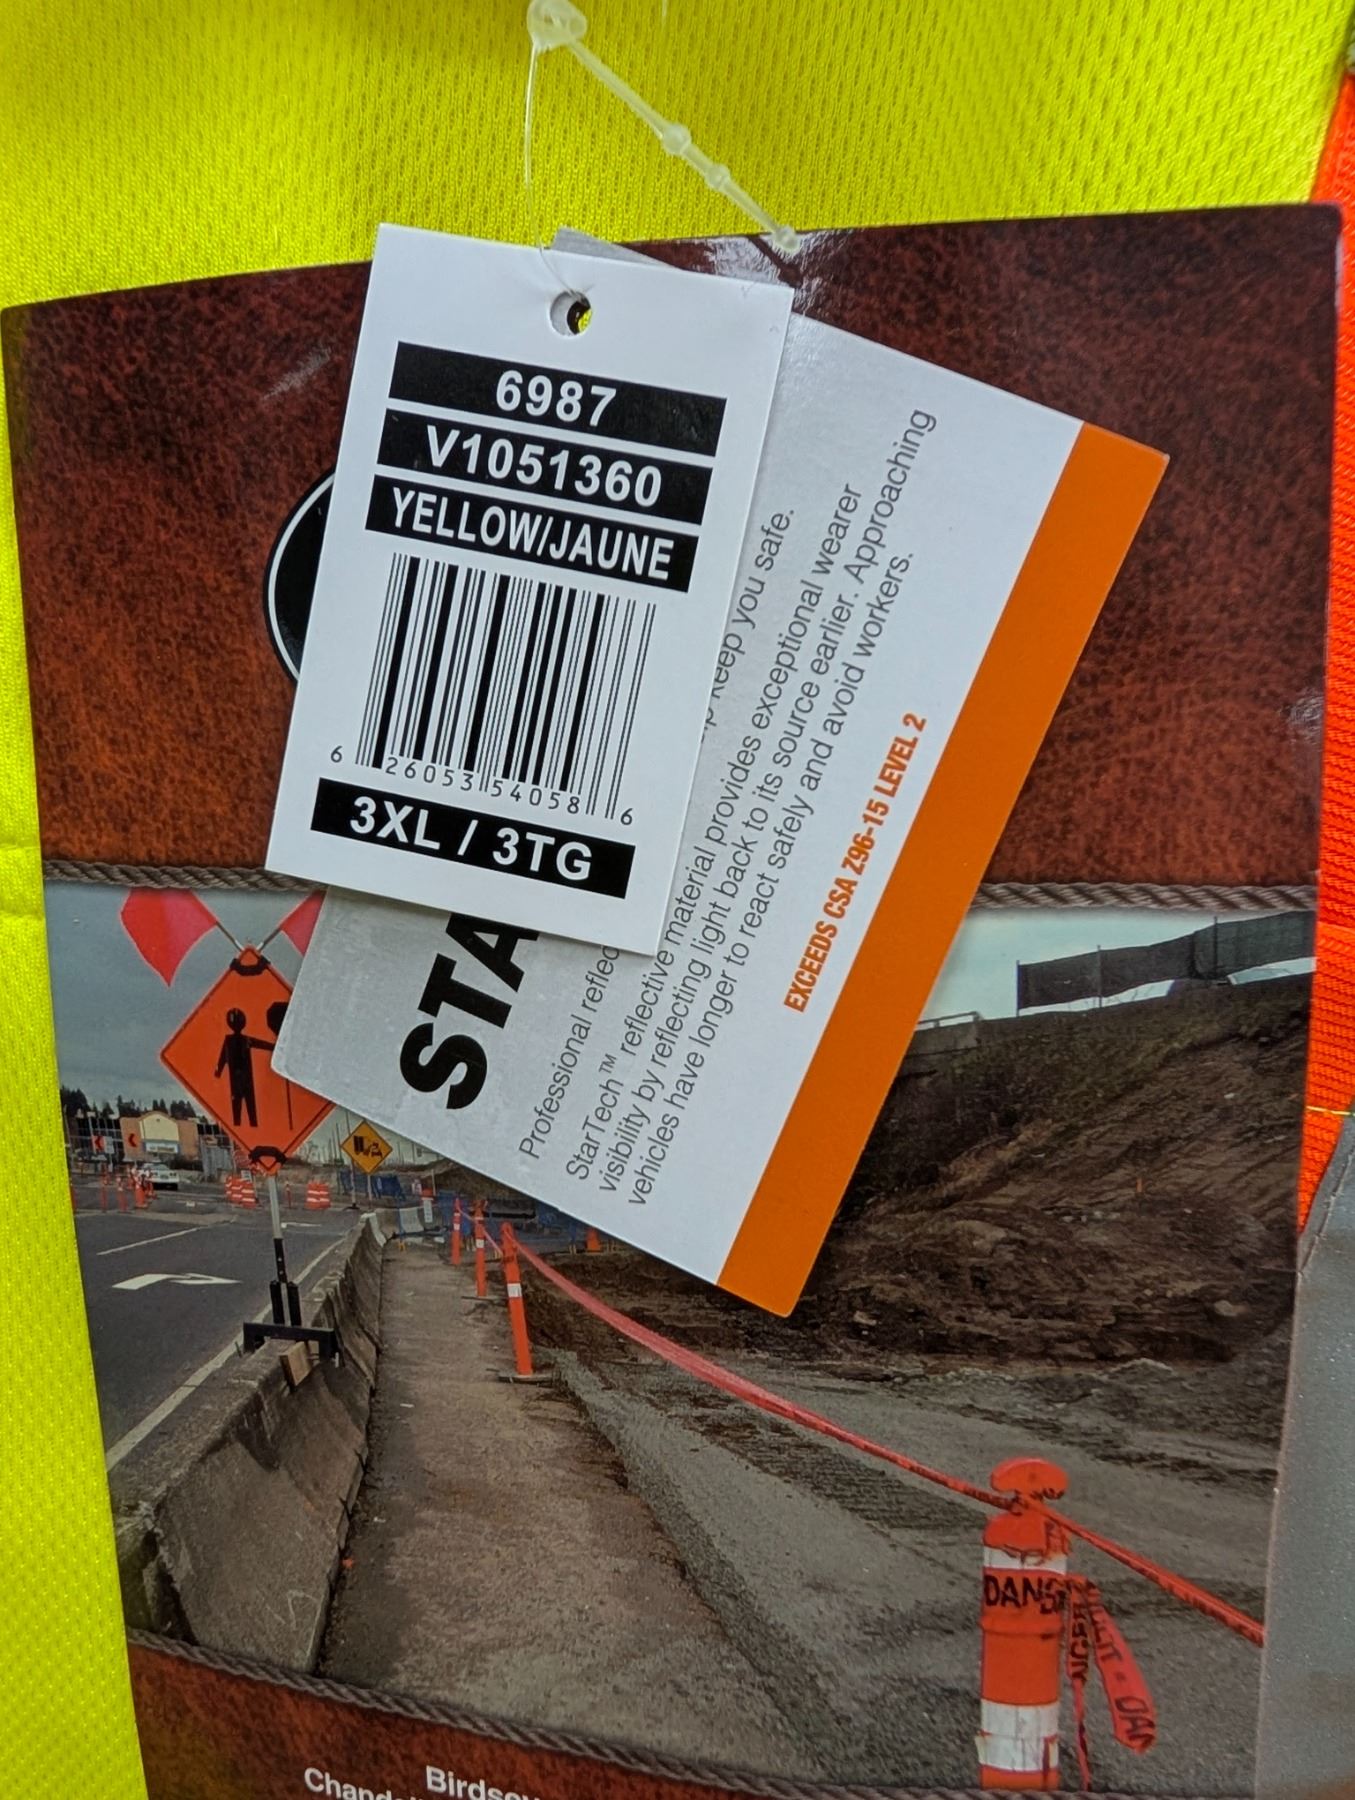 6987
V1051360
YELLOW/JAUNE
6 26053 54058 6
3XL / 3TG
STA
Professional reflec
keep you safe.
StarTech™ reflective material provides exceptional wearer
visibility by reflecting light back to its source earlier. Approaching
vehicles have longer to react safely and avoid workers.
EXCEEDS CSA Z96-15 LEVEL 2
DANG